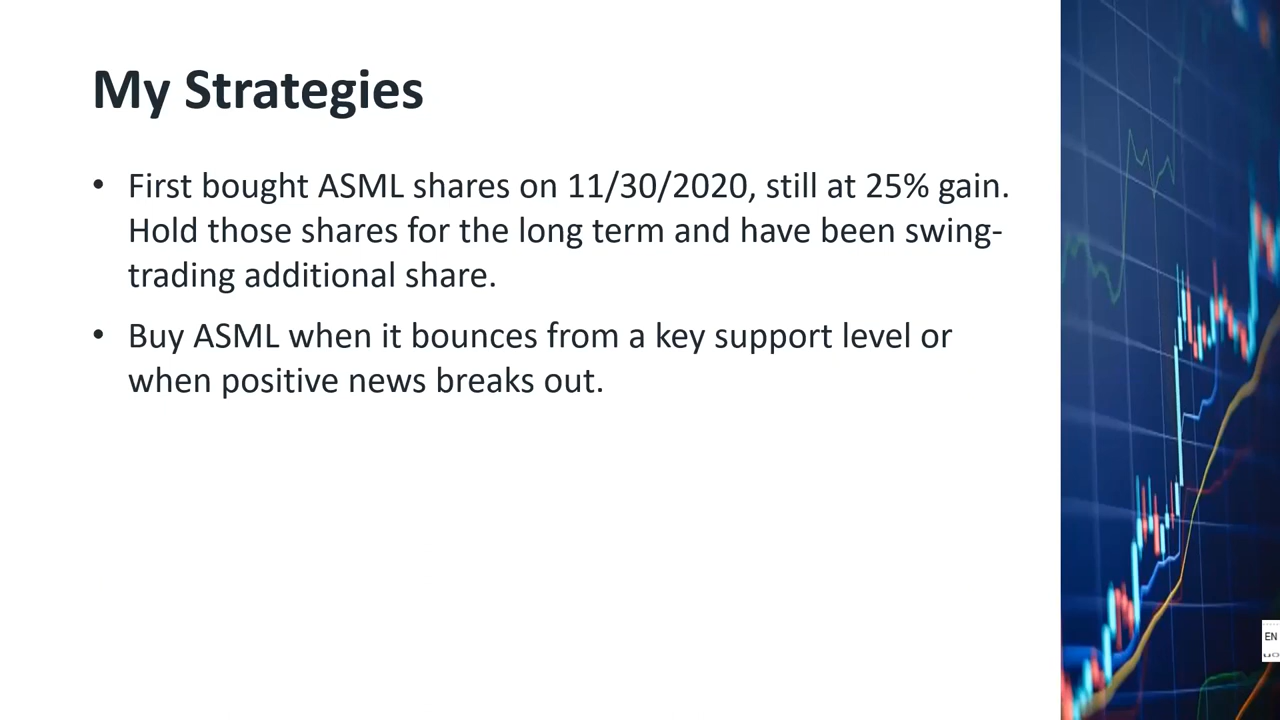 My Strategies
• First bought ASML shares on 11/30/2020, still at 25% gain.
Hold those shares for the long term and have been swing-
trading additional share.
• Buy ASML when it bounces from a key support level or
when positive news breaks out.
EN